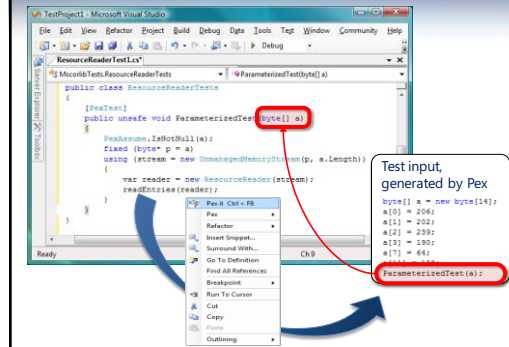 TestProject1 - Microsoft Visual Studio
File Edit View Refactor Project Build Debug Data Tools Test Window Community Help
Debug
ResourceReaderTest1.cs*
MscorlibTests.ResourceReaderTests ParameterizedTest(byte[] a)
Server Explorer
Toolbox
public class ResourceReaderTests
{
[PexTest]
public unsafe void ParameterizedTest(byte[] a)
{
PexAssume.IsNotNull(a);
fixed (byte* p = a)
using (stream = new UnmanagedMemoryStream(p, a.Length))
{
var reader = new ResourceReader(stream);
readEntries(reader);
}
}
}
Ready
Ch 9
Pex it Ctrl + F8
Pex
Refactor
Insert Snippet...
Surround With...
Go To Definition
Find All References
Breakpoint
Run To Cursor
Cut
Copy
Paste
Outlining
Test input,
generated by Pex
byte[] a = new byte[14];
a[0] = 206;
a[1] = 202;
a[2] = 239;
a[3] = 190;
a[7] = 64;
ParameterizedTest(a);